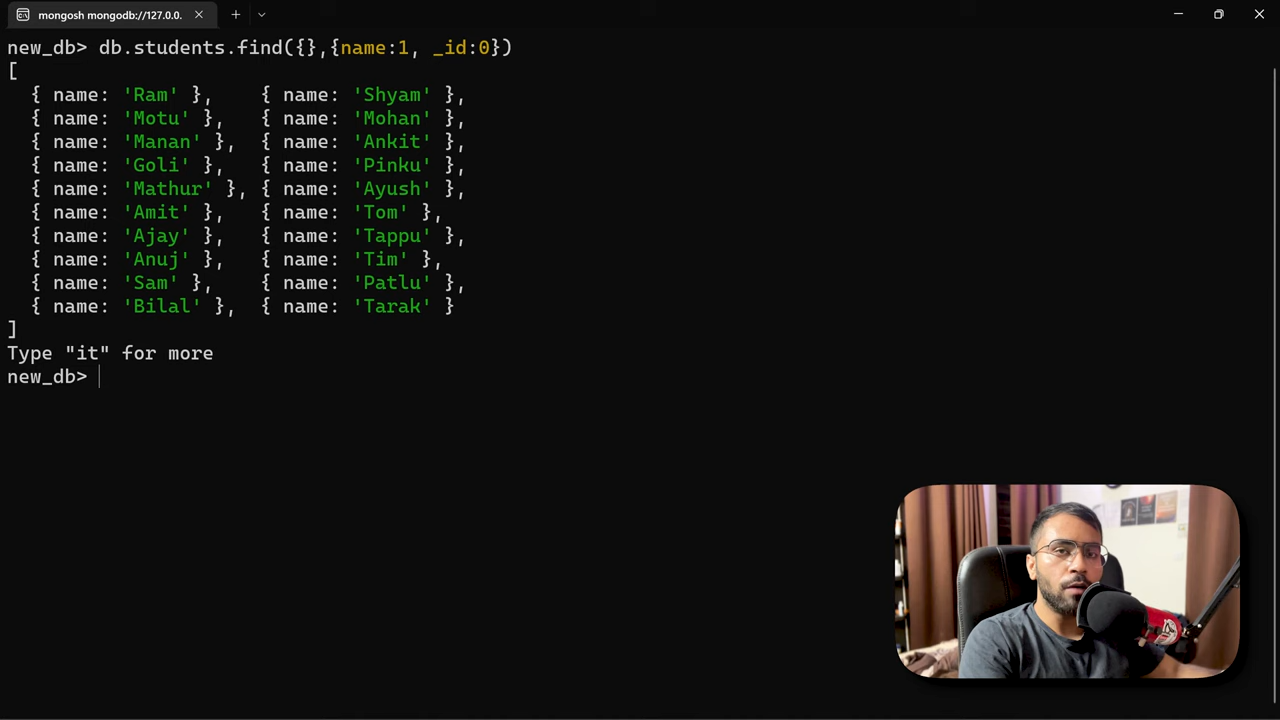 mongosh mongodb://127.0.0.
new_db> db.students.find({},{name:1, _id:0})
[
  { name: 'Ram' },    { name: 'Shyam' },
  { name: 'Motu' },   { name: 'Mohan' },
  { name: 'Manan' },  { name: 'Ankit' },
  { name: 'Goli' },   { name: 'Pinku' },
  { name: 'Mathur' }, { name: 'Ayush' },
  { name: 'Amit' },   { name: 'Tom' },
  { name: 'Ajay' },   { name: 'Tappu' },
  { name: 'Anuj' },   { name: 'Tim' },
  { name: 'Sam' },    { name: 'Patlu' },
  { name: 'Bilal' },  { name: 'Tarak' }
]
Type "it" for more
new_db>